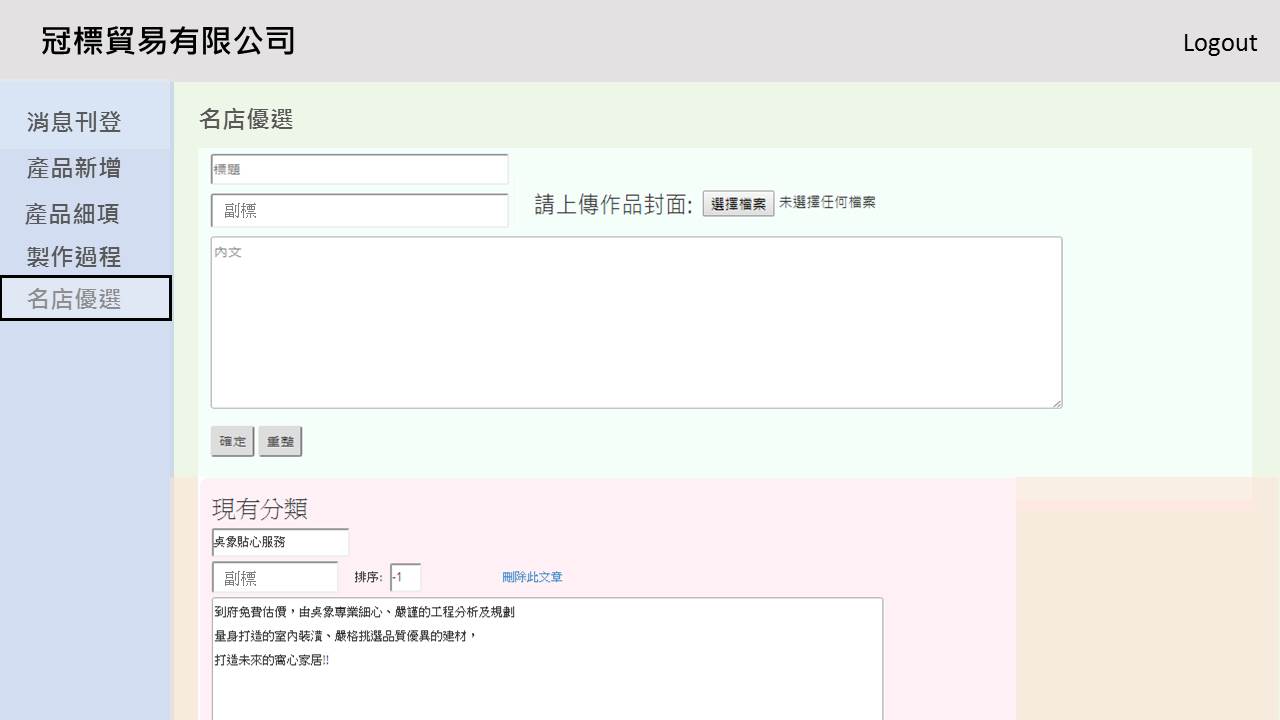 冠標貿易有限公司
Logout
消息刊登
產品新增
產品細項
製作過程
名店優選
名店優選
標題
副標
請上傳作品封面: 選擇檔案 未選擇任何檔案
內文
確定 重整
現有分類
桌象貼心服務
副標 排序: -1 刪除此文章
到府免費估價，由桌象專業細心、嚴謹的工程分析及規劃
量身打造的室內裝潢、嚴格挑選品質優異的建材，
打造未來的窩心家居!!